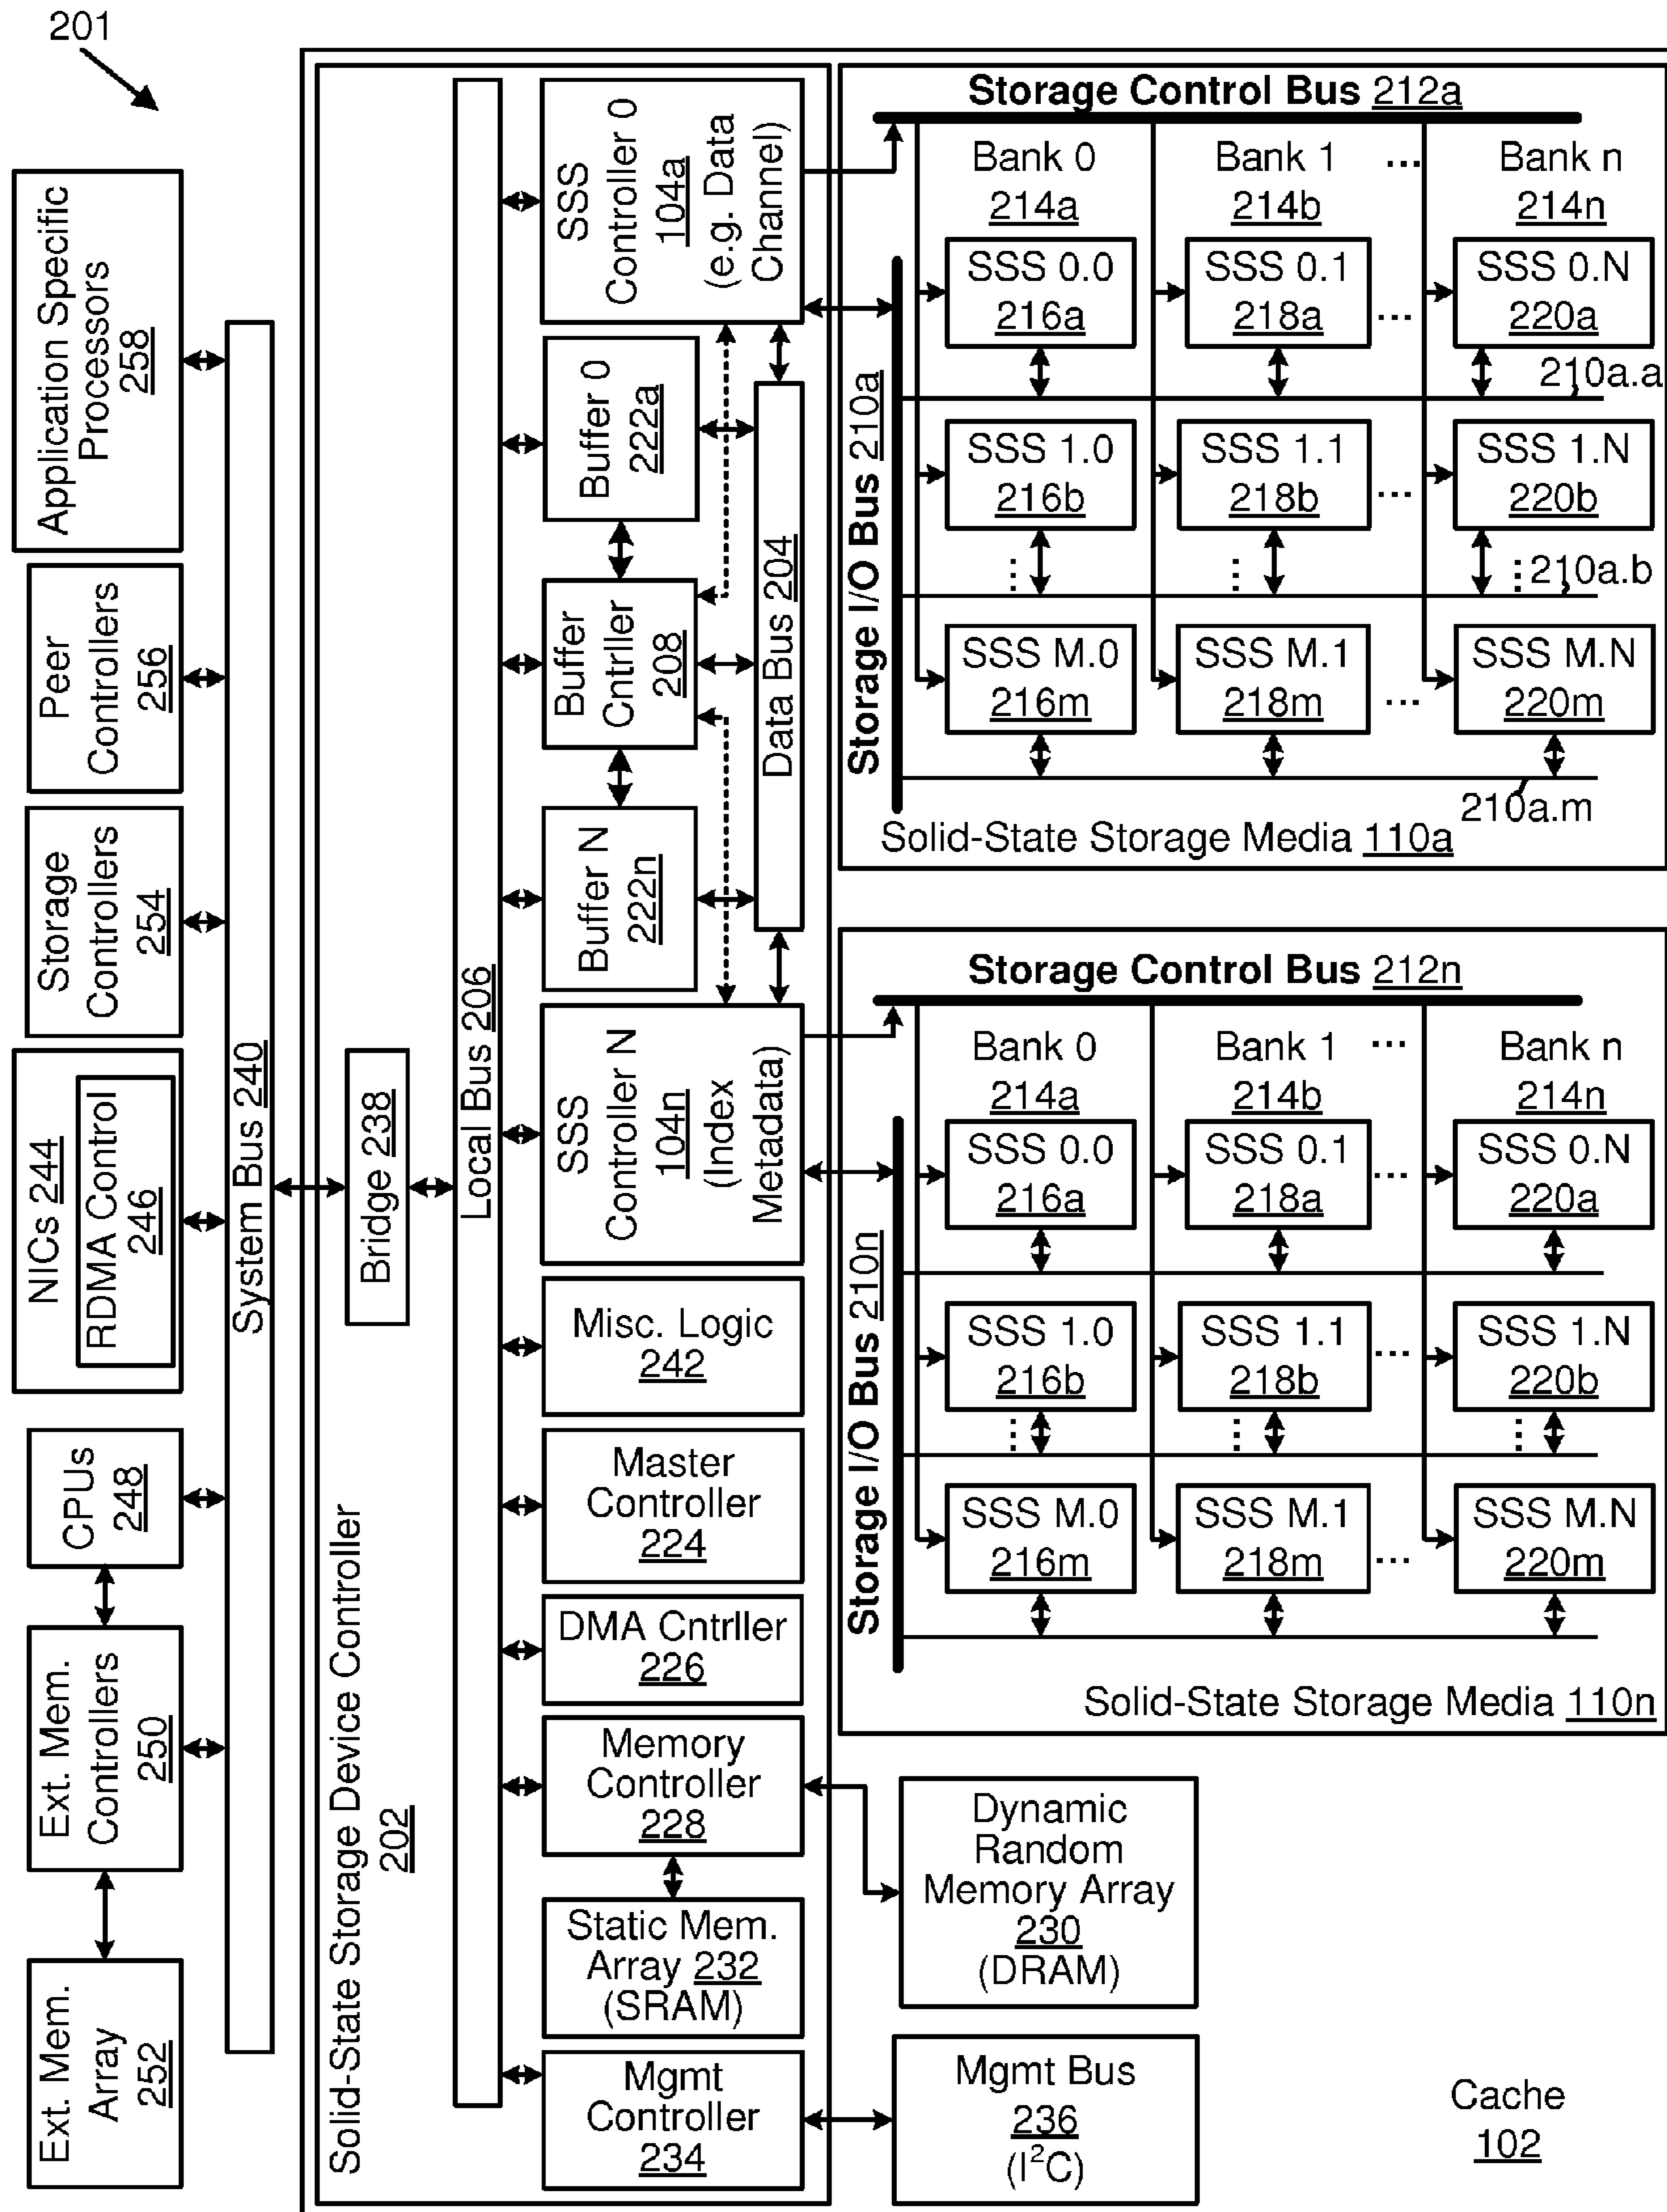 201
Application Specific
Processors
258
Peer
Controllers
256
Storage
Controllers
254
NICs 244
RDMA Control
246
CPUs
248
Ext. Mem.
Controllers
250
Ext. Mem.
Array
252
System Bus 240
Solid-State Storage Device Controller
202
Bridge 238
Local Bus 206
SSS
Controller 0
104a
(e.g. Data
Channel)
Buffer 0
222a
Buffer
Cntrller
208
Buffer N
222n
Data Bus 204
SSS
Controller N
104n
(Index
Metadata)
Misc. Logic
242
Master
Controller
224
DMA Cntrller
226
Memory
Controller
228
Static Mem.
Array 232
(SRAM)
Mgmt
Controller
234
Storage Control Bus 212a
Bank 0
214a
Bank 1
214b
...
Bank n
214n
Storage I/O Bus 210a
SSS 0.0
216a
SSS 0.1
218a
...
SSS 0.N
220a
210a.a
SSS 1.0
216b
SSS 1.1
218b
...
SSS 1.N
220b
...
...
...
210a.b
SSS M.0
216m
SSS M.1
218m
...
SSS M.N
220m
210a.m
Solid-State Storage Media 110a
Storage Control Bus 212n
Bank 0
214a
Bank 1
214b
...
Bank n
214n
Storage I/O Bus 210n
SSS 0.0
216a
SSS 0.1
218a
...
SSS 0.N
220a
SSS 1.0
216b
SSS 1.1
218b
...
SSS 1.N
220b
...
...
...
SSS M.0
216m
SSS M.1
218m
...
SSS M.N
220m
Solid-State Storage Media 110n
Dynamic
Random
Memory Array
230
(DRAM)
Mgmt Bus
236
(I²C)
Cache
102